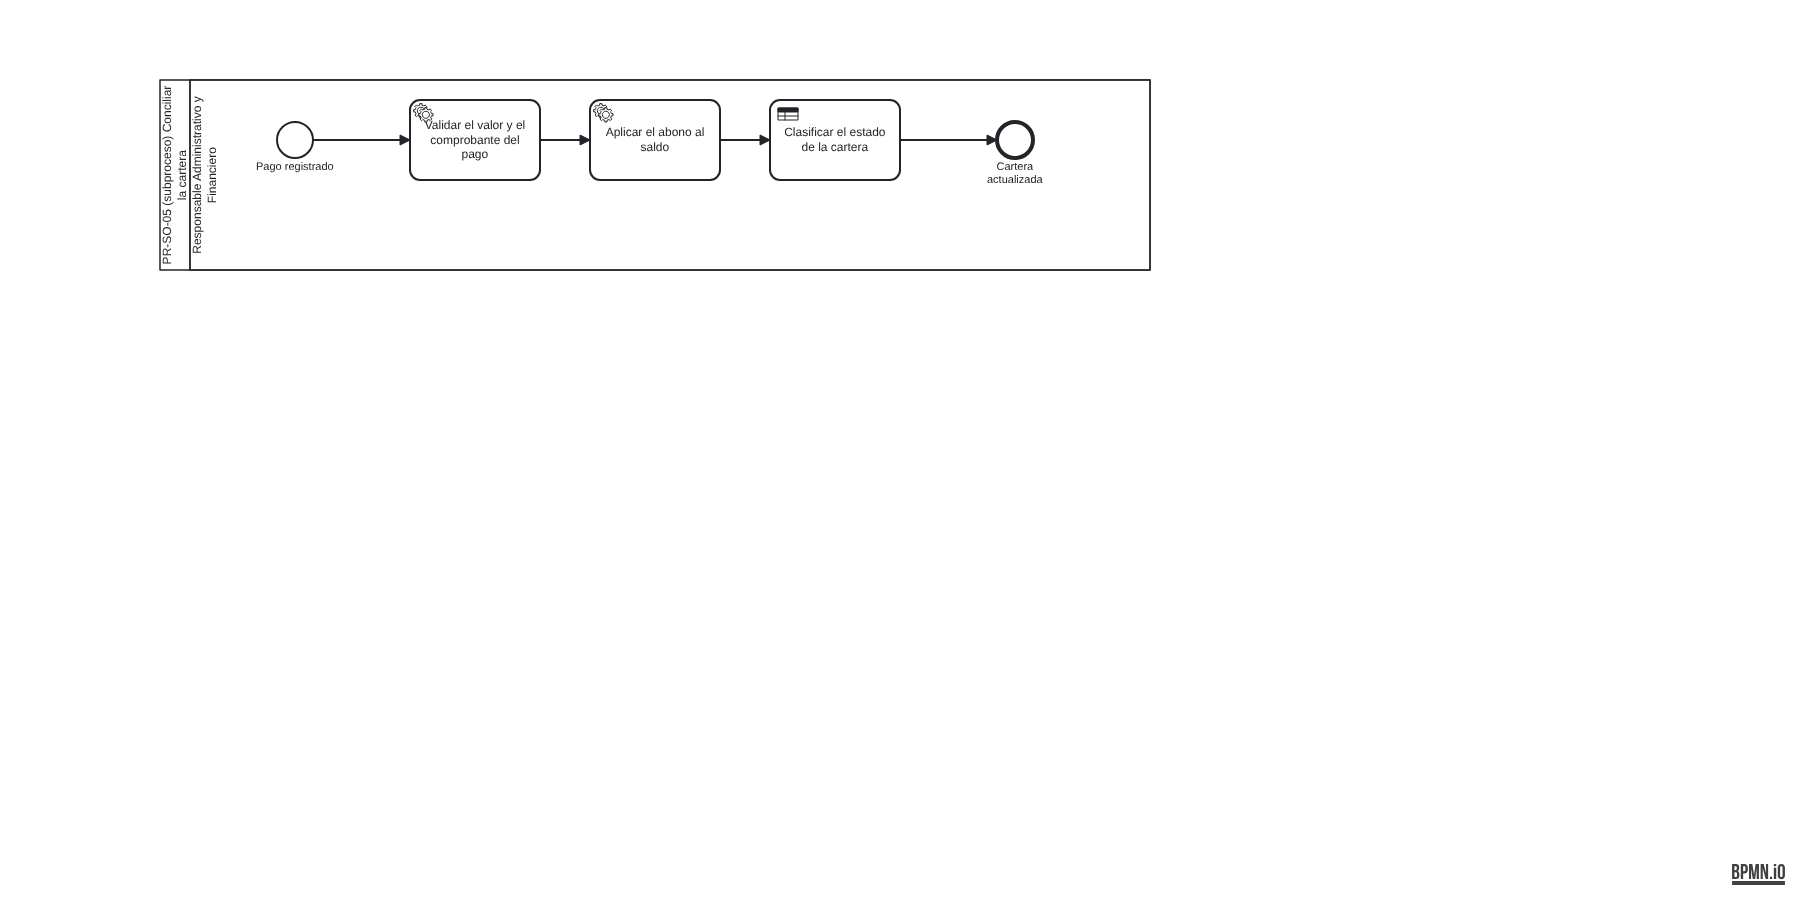 PR-SO-05 (subproceso) Conciliar
la cartera
Responsable Administrativo y
Financiero
Pago registrado
Validar el valor y el
comprobante del
pago
Aplicar el abono al
saldo
Clasificar el estado
de la cartera
Cartera
actualizada
BPMN.iO